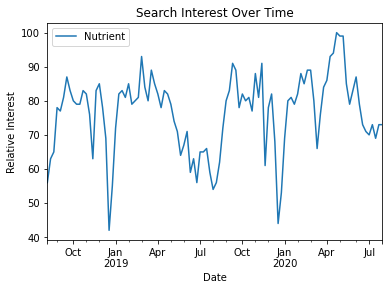 Search Interest Over Time
Nutrient
Relative Interest
100
90
80
70
60
50
40
Oct
Jan
2019
Apr
Jul
Oct
Jan
2020
Apr
Jul
Date